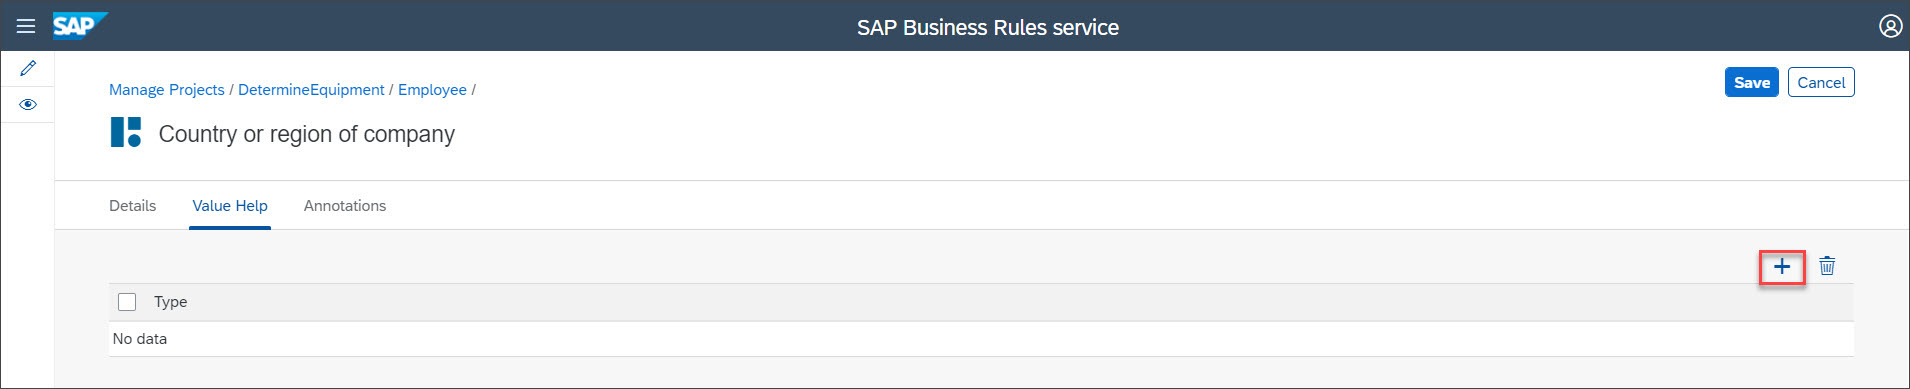 SAP SAP Business Rules service
Manage Projects / DetermineEquipment / Employee / Save Cancel
Country or region of company
Details Value Help Annotations
Type
No data